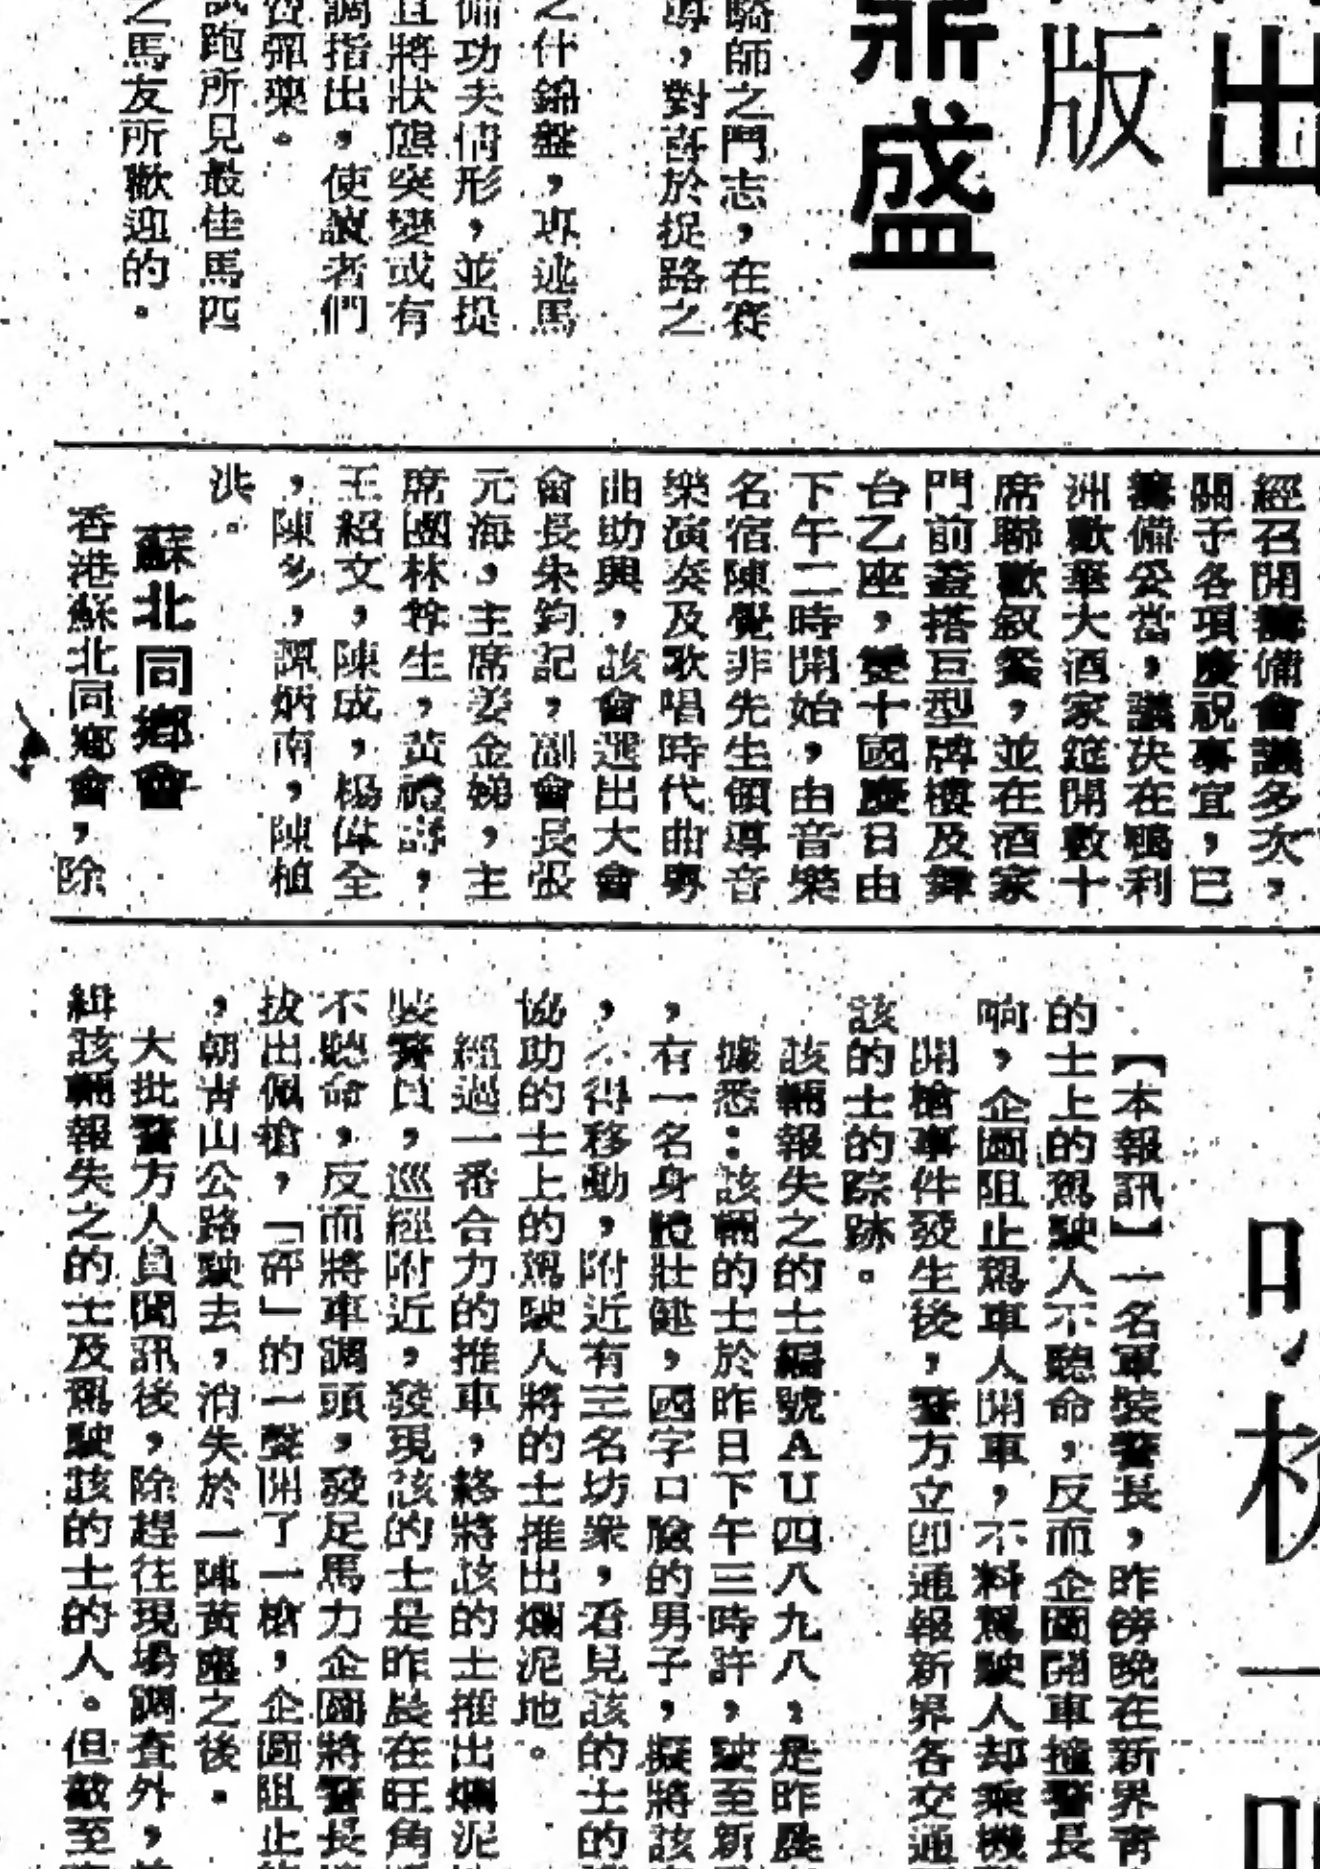 出
版
鼎盛
騎師之鬥志，在賽
導，對喜於捉路之
之什錦盤，專述馬
備功夫情形，並提
且將狀態突變或有
調指出，使讀者們
費彈藥。
試跑所見最佳馬匹
之馬友所歡迎的。
經召開籌備會議多次，
關于各項慶祝事宜，已
籌備公當，議決在鴨利
洲歡華大酒家筵開數十
席聯歡叙餐，並在酒家
門前蓋搭巨型牌樓及舞
台乙座，雙十國慶日由
下午二時開始，由音樂
名宿陳覺非先生領導音
樂演奏及歌唱時代曲粵
曲助興，該會選出大會
會長朱鈞記，副會長張
元海，主席姜金娣，主
席團林等生，黃禮詳，
王紹文，陳成，楊偉全
，陳多，譚炳南，陳植
洪。
蘇北同鄉會
香港蘇北同鄉會，除
【本報訊】一名軍裝警長，昨傍晚在新界青
的士上的駕駛人不聽命，反而企圖開車撞警長
响，企圖阻止駕車人開車，不料駕駛人却乘機
開槍事件發生後，警方立即通報新界各交通
該的士的踪跡。
該輛報失之的士編號AU四八九八，是昨晨
據悉：該輛的士於昨日下午三時許，駛至新
，有一名身體壯健，國字口臉的男子，擬將該
，不得移動，附近有三名坊衆，看見該的士的
協助的士上的駕駛人將的士推出爛泥地。
經過一番合力的推車，終將該的士推出爛泥
裝警員，巡經附近，發現該的士是昨晨在旺角
不聽命，反而將車調頭，發足馬力企圖將警長
拔出佩槍，「砰」的一聲開了一槍，企圖阻止
，朝青山公路駛去，消失於一陣黃塵之後。
大批警方人員聞訊後，除趕往現場調查外，
緝該輛報失之的士及駕駛該的士的人。但截至